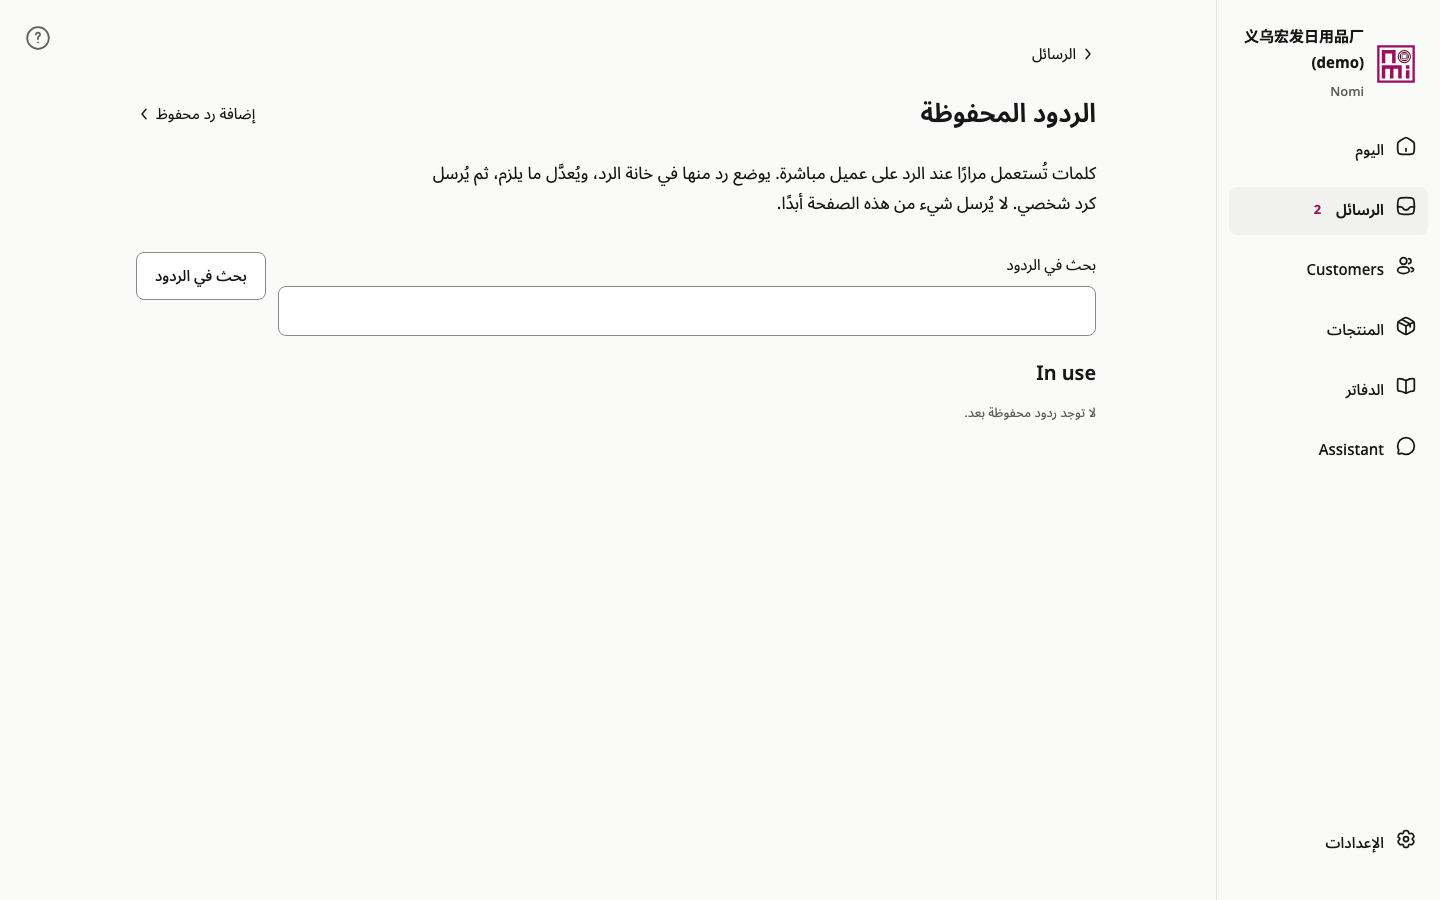 义乌宏发日用品厂
(demo)
Nomi
اليوم
الرسائل 2
Customers
المنتجات
الدفاتر
Assistant
الإعدادات
الرسائل
الردود المحفوظة
إضافة رد محفوظ
كلمات تُستعمل مرارًا عند الرد على عميل مباشرة. يوضع رد منها في خانة الرد، ويُعدَّل ما يلزم، ثم يُرسل
كرد شخصي. لا يُرسل شيء من هذه الصفحة أبدًا.
بحث في الردود
بحث في الردود
In use
لا توجد ردود محفوظة بعد.